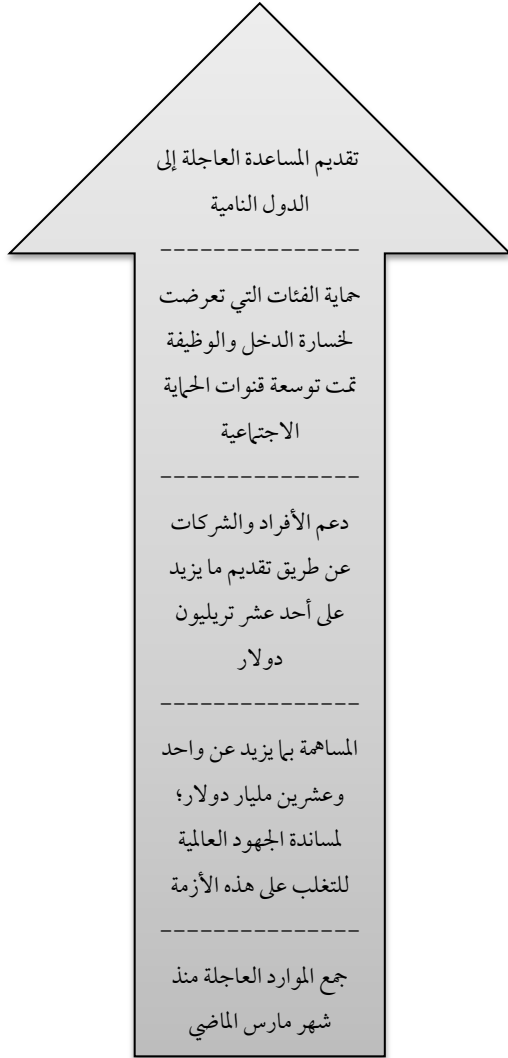 تقديم المساعدة العاجلة إلى
الدول النامية
---------------
حماية الفئات التي تعرضت
لخسارة الدخل والوظيفة
تمت توسعة قنوات الحماية
الاجتماعية
---------------
دعم الأفراد والشركات
عن طريق تقديم ما يزيد
على أحد عشر تريليون
دولار
---------------
المساهمة بما يزيد عن واحد
وعشرين مليار دولار؛
لمساندة الجهود العالمية
للتغلب على هذه الأزمة
---------------
جمع الموارد العاجلة منذ
شهر مارس الماضي